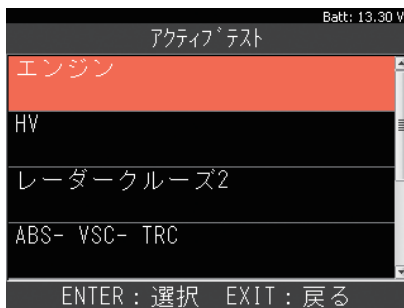 Batt: 13.30 V
アクティブテスト
エンジン
HV
レーダークルーズ2
ABS- VSC- TRC
ENTER：選択 EXIT：戻る